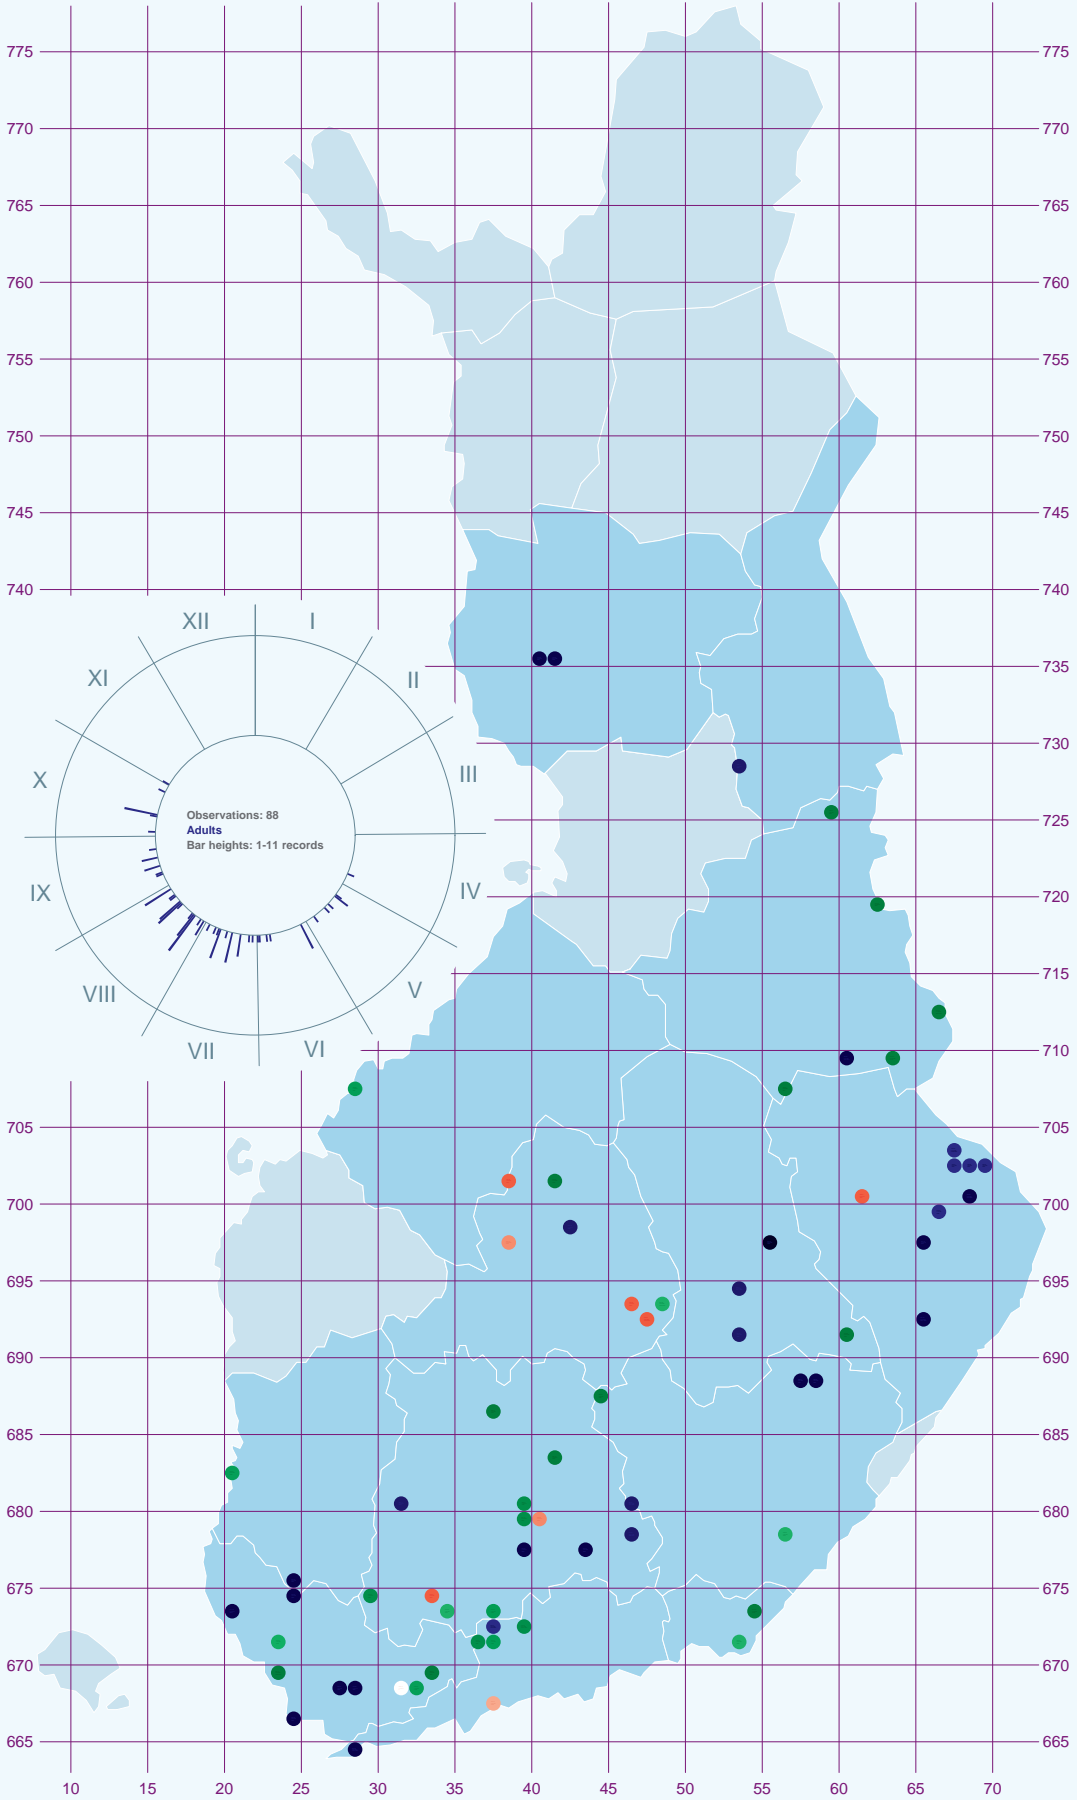 775 775
770 770
765 765
760 760
755 755
750 750
745 745
740 740
XII I
XI II
735 735
730 730
X III
725 725
Observations: 88
Adults
Bar heights: 1-11 records
IX IV
720 720
VIII V
715 715
VII VI
710 710
705 705
700 700
695 695
690 690
685 685
680 680
675 675
670 670
665 665
10 15 20 25 30 35 40 45 50 55 60 65 70